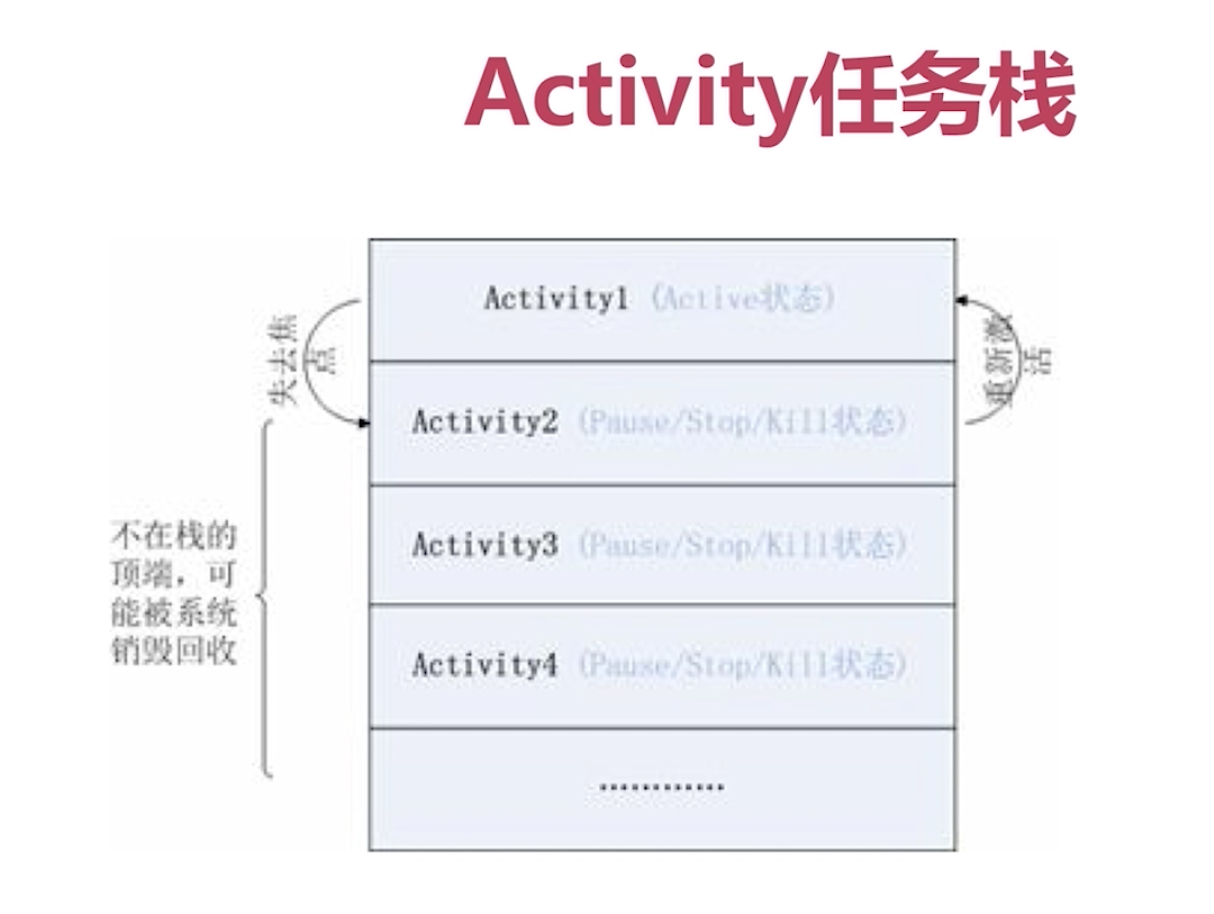 Activity任务栈
Activity1 (Active状态)
失去焦
点
重新激
活
Activity2 (Pause/Stop/Kill状态)
Activity3 (Pause/Stop/Kill状态)
不在栈的
顶端，可
能被系统
销毁回收
Activity4 (Pause/Stop/Kill状态)
............